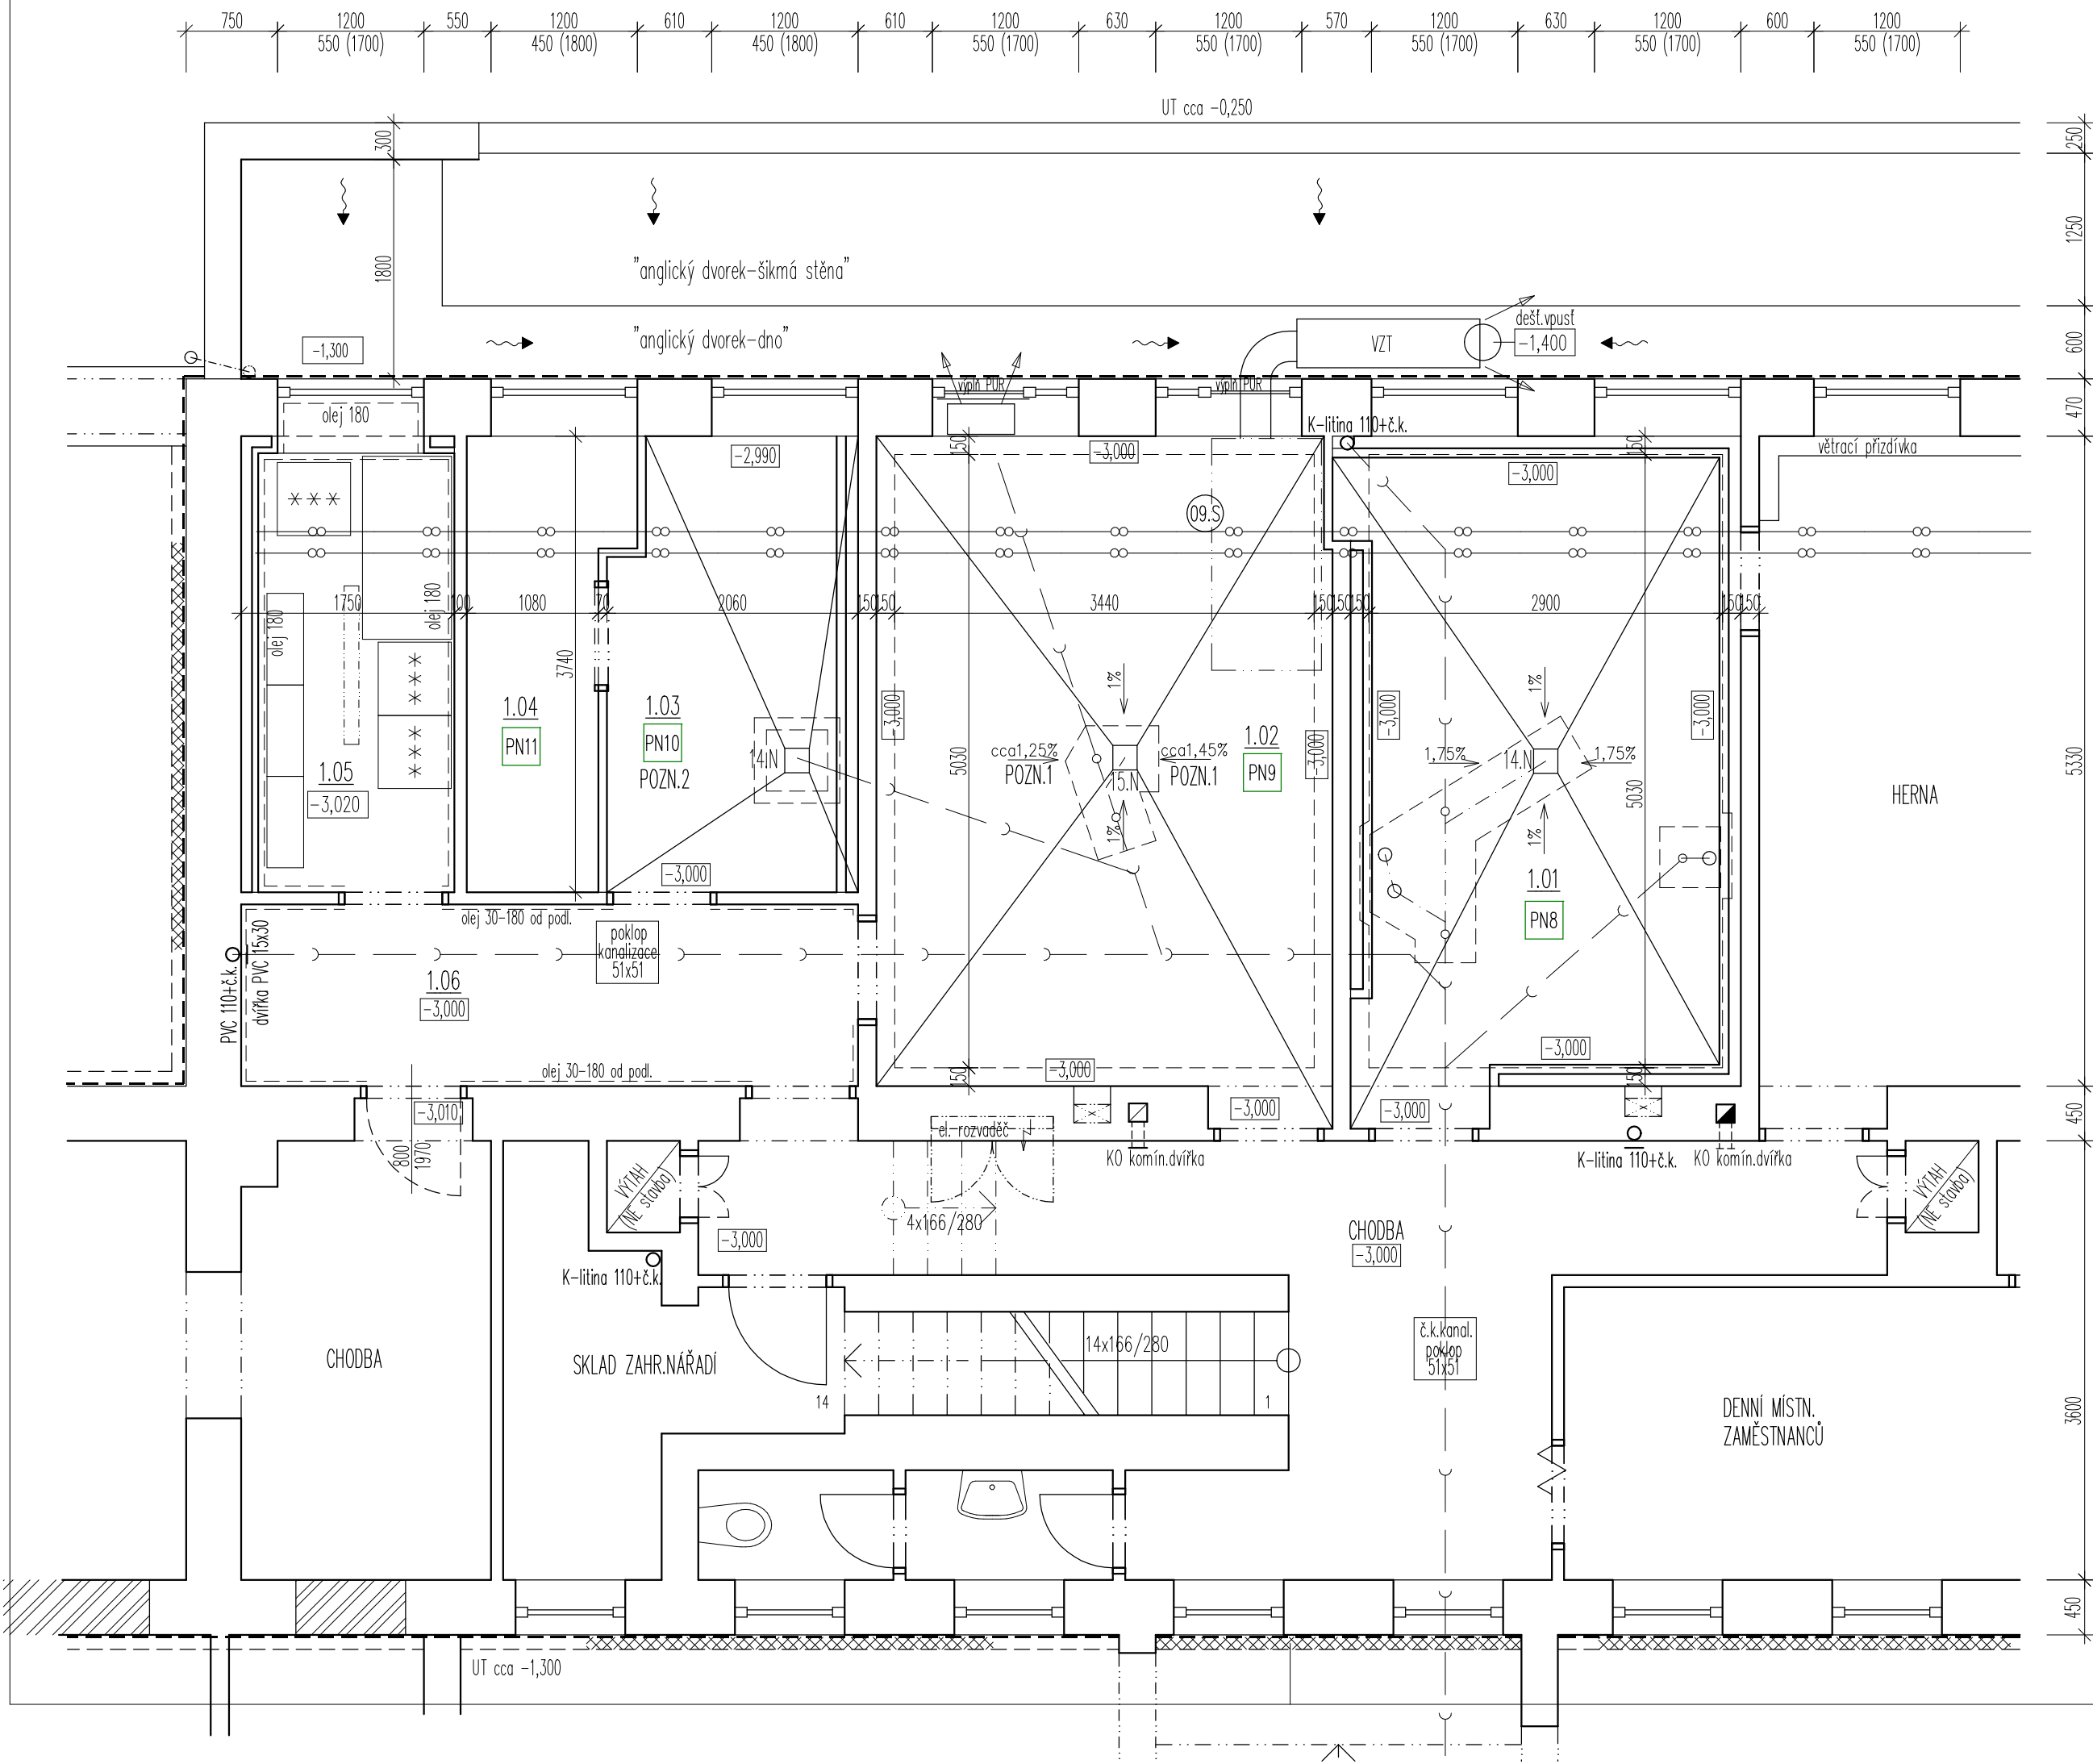 750 1200 550 1200 610 1200 610 1200 630 1200 570 1200 630 1200 600 1200
550 (1700) 450 (1800) 450 (1800) 550 (1700) 550 (1700) 550 (1700) 550 (1700) 550 (1700)
UT cca -0,250
300
250
1250
1800
"anglický dvorek-šikmá stěna"
"anglický dvorek-dno"
-1,300
VZT
dešť.vpusť
-1,400
600
470
výplň PUR
výplň PUR
olej 180
K-litina 110+č.k.
150
150
-2,990
-3,000
-3,000
větrací přizdívka
* * *
09.S
1750 100 1080 70 2060 150 150 3440 150 150 150 2900 150 150
olej 180
olej 180
3740
* * *
* * *
1.04
PN11
1.03
PN10
POZN.2
14.N
1.05
-3,020
-3,000
-3,000
5030
1%
cca1,25%
POZN.1
cca1,45%
POZN.1
15.N
1%
1.02
PN9
-3,000
-3,000
-3,000
1%
1,75%
14.N
1,75%
1%
5030
1.01
PN8
HERNA
5330
olej 30-180 od podl.
poklop
kanalizace
51x51
PVC 110+č.k.
dvířka PVC 15x30
1.06
-3,000
olej 30-180 od podl.
150
-3,000
-3,000
150
-3,010
800
1970
el. rozvaděč
-3,000
-3,000
450
KO komín.dvířka
K-litina 110+č.k.
KO komín.dvířka
VÝTAH
(NE stavba)
VÝTAH
(NE stavba)
4x166/280
-3,000
CHODBA
-3,000
K-litina 110+č.k.
CHODBA
SKLAD ZAHR.NÁŘADÍ
14x166/280
14
1
č.k.kanal.
poklop
51x51
DENNÍ MÍSTN.
ZAMĚSTNANCŮ
3600
450
UT cca -1,300